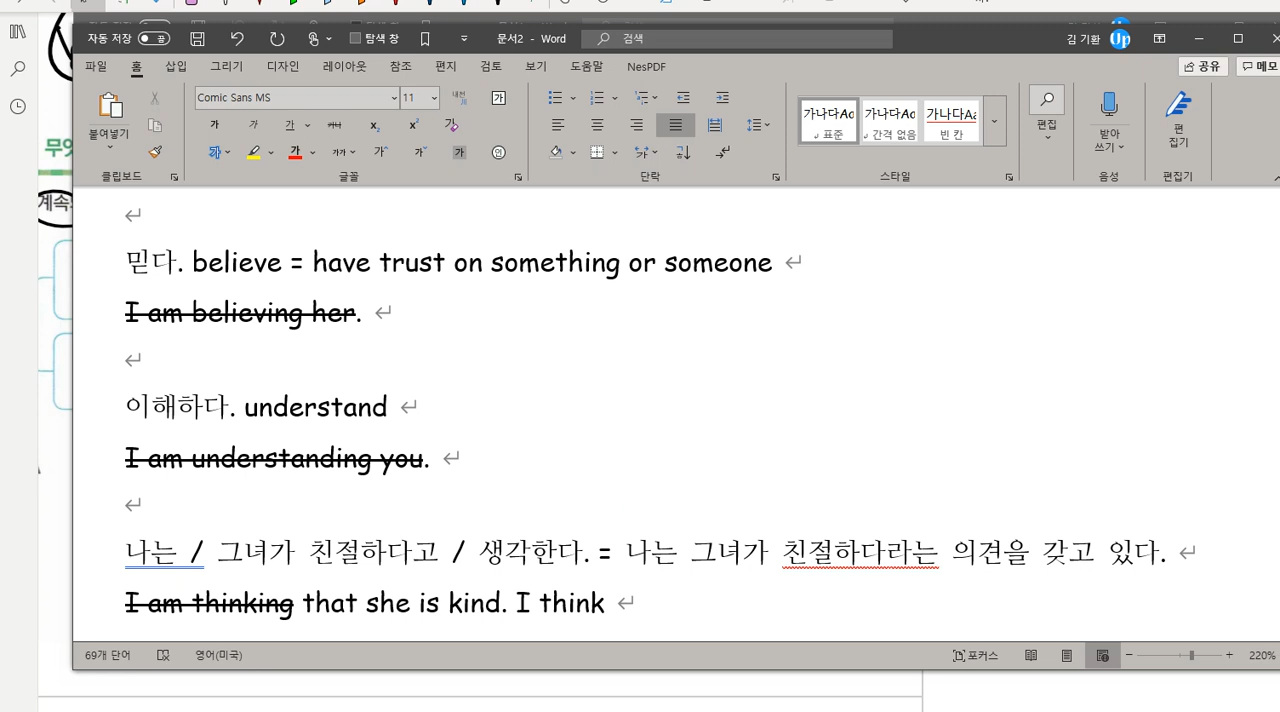 자동 저장 끔 탐색 창 문서2 - Word 검색 김 기환 Up
파일 홈 삽입 그리기 디자인 레이아웃 참조 편지 검토 보기 도움말 NesPDF 공유 메모
붙여넣기
클립보드
Comic Sans MS 11
글꼴
단락
가나다AC 가나다AC 가나다A
표준 간격 없음 빈 칸
스타일
편집
받아
쓰기
음성
편
집기
편집기
무엇
계속
믿다. believe = have trust on something or someone
I am believing her.
이해하다. understand
I am understanding you.
나는 / 그녀가 친절하다고 / 생각한다. = 나는 그녀가 친절하다라는 의견을 갖고 있다.
I am thinking that she is kind. I think
69개 단어 영어(미국) 포커스 220%